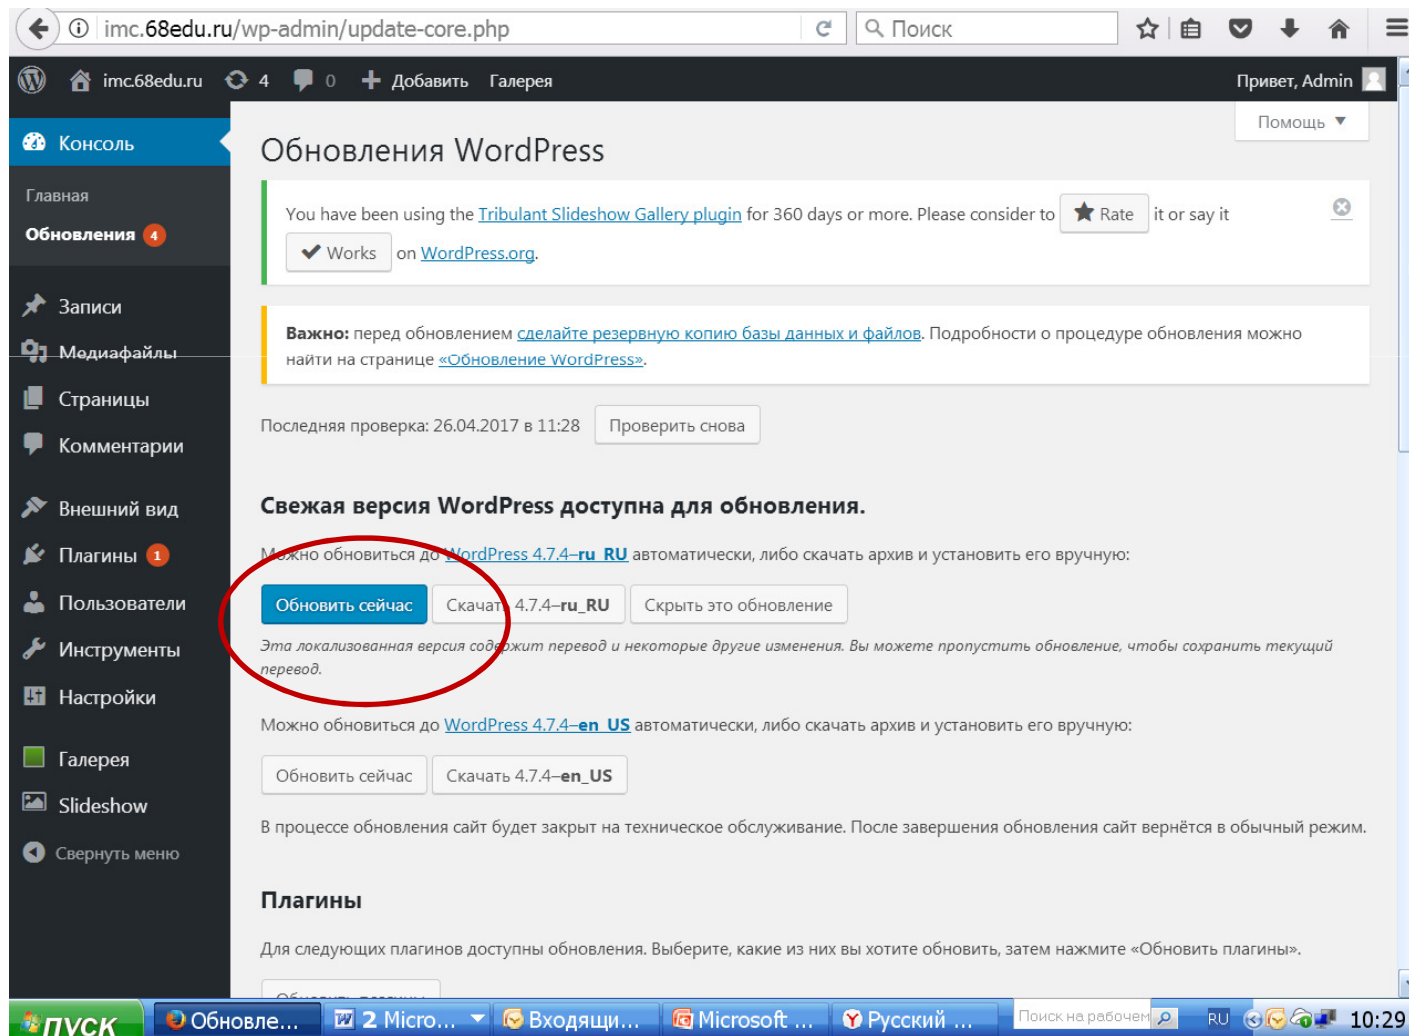 imc.68edu.ru/wp-admin/update-core.php
Поиск
imc.68edu.ru 4 0 Добавить Галерея
Привет, Admin
Помощь
Консоль
Главная
Обновления 4
Записи
Медиафайлы
Страницы
Комментарии
Внешний вид
Плагины 1
Пользователи
Инструменты
Настройки
Галерея
Slideshow
Свернуть меню
Обновления WordPress
You have been using the Tribulant Slideshow Gallery plugin for 360 days or more. Please consider to Rate it or say it
Works on WordPress.org.
Важно: перед обновлением сделайте резервную копию базы данных и файлов. Подробности о процедуре обновления можно
найти на странице «Обновление WordPress».
Последняя проверка: 26.04.2017 в 11:28 Проверить снова
Свежая версия WordPress доступна для обновления.
Можно обновиться до WordPress 4.7.4–ru_RU автоматически, либо скачать архив и установить его вручную:
Обновить сейчас Скачать 4.7.4–ru_RU Скрыть это обновление
Эта локализованная версия содержит перевод и некоторые другие изменения. Вы можете пропустить обновление, чтобы сохранить текущий
перевод.
Можно обновиться до WordPress 4.7.4–en_US автоматически, либо скачать архив и установить его вручную:
Обновить сейчас Скачать 4.7.4–en_US
В процессе обновления сайт будет закрыт на техническое обслуживание. После завершения обновления сайт вернётся в обычный режим.
Плагины
Для следующих плагинов доступны обновления. Выберите, какие из них вы хотите обновить, затем нажмите «Обновить плагины».
Обновить плагины
пуск Обновле... 2 Micro... Входящи... Microsoft ... Русский ... Поиск на рабочем RU 10:29